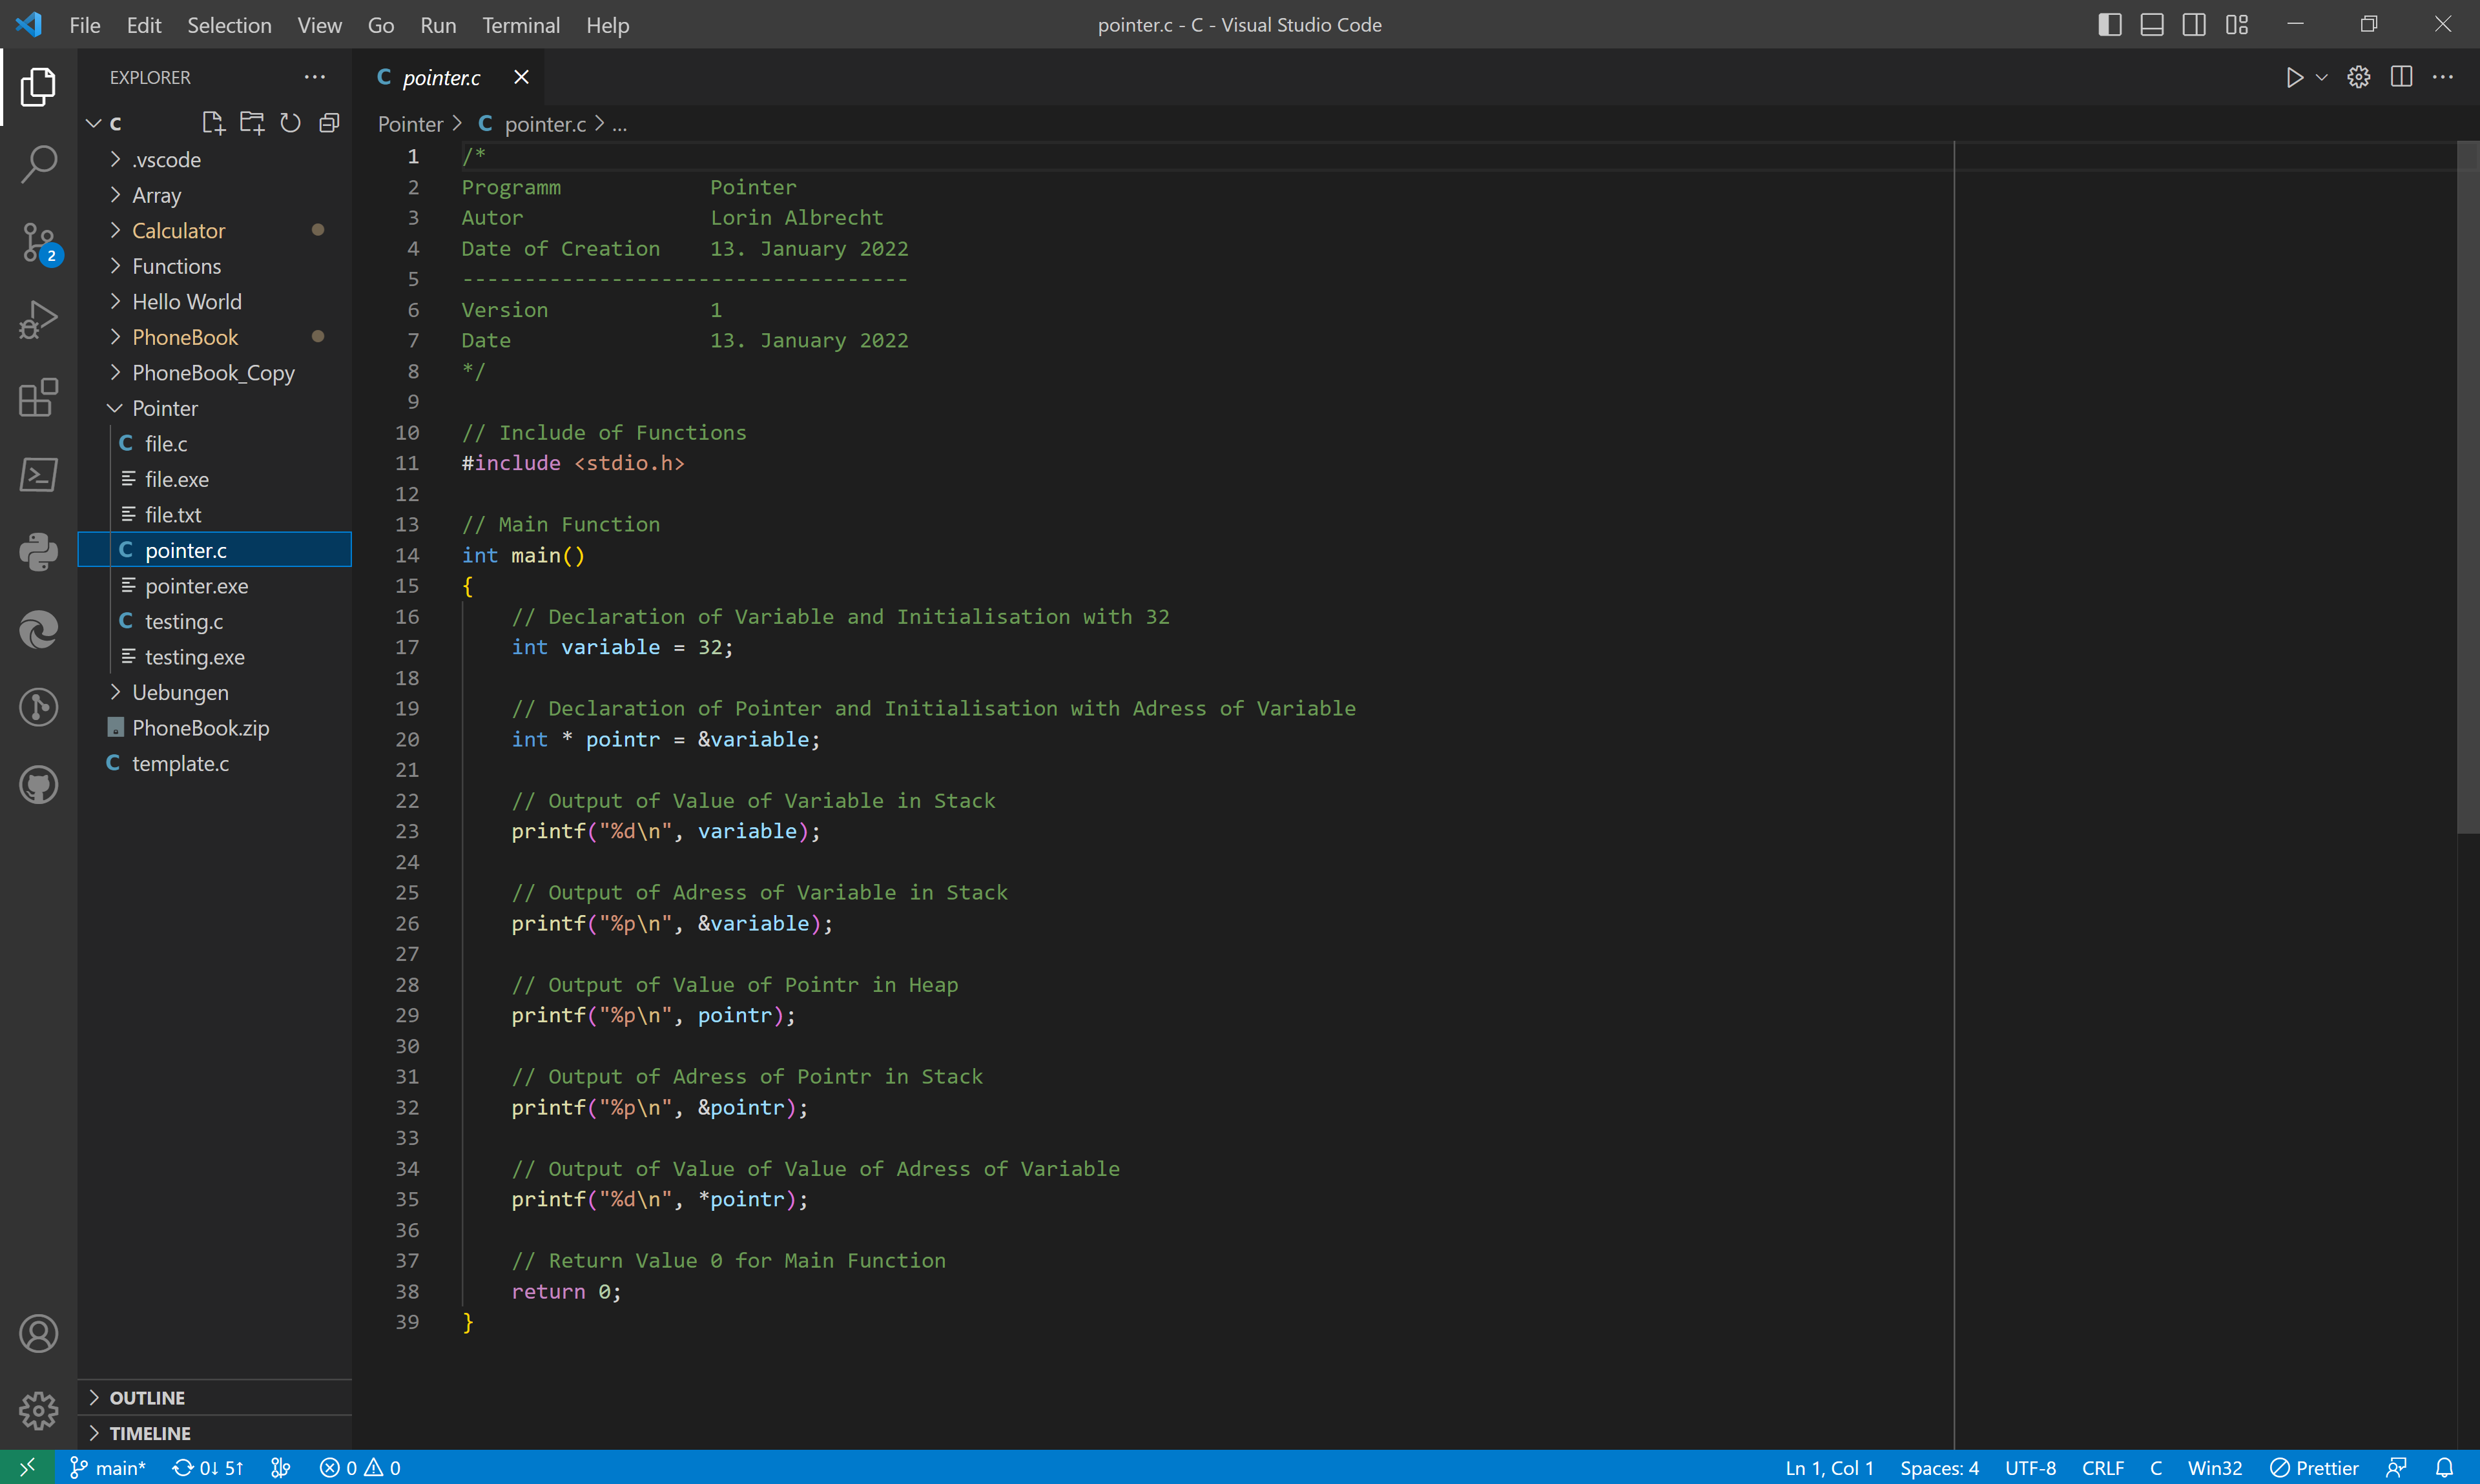 File Edit Selection View Go Run Terminal Help
pointer.c - C - Visual Studio Code
EXPLORER
C
.vscode
Array
Calculator
Functions
Hello World
PhoneBook
PhoneBook_Copy
Pointer
C file.c
file.exe
file.txt
C pointer.c
pointer.exe
C testing.c
testing.exe
Uebungen
PhoneBook.zip
C template.c
OUTLINE
TIMELINE
2
C pointer.c
Pointer > C pointer.c > ...
1 /*
2 Programm Pointer
3 Autor Lorin Albrecht
4 Date of Creation 13. January 2022
5 ------------------------------------
6 Version 1
7 Date 13. January 2022
8 */
9
10 // Include of Functions
11 #include <stdio.h>
12
13 // Main Function
14 int main()
15 {
16 // Declaration of Variable and Initialisation with 32
17 int variable = 32;
18
19 // Declaration of Pointer and Initialisation with Adress of Variable
20 int * pointr = &variable;
21
22 // Output of Value of Variable in Stack
23 printf("%d\n", variable);
24
25 // Output of Adress of Variable in Stack
26 printf("%p\n", &variable);
27
28 // Output of Value of Pointr in Heap
29 printf("%p\n", pointr);
30
31 // Output of Adress of Pointr in Stack
32 printf("%p\n", &pointr);
33
34 // Output of Value of Value of Adress of Variable
35 printf("%d\n", *pointr);
36
37 // Return Value 0 for Main Function
38 return 0;
39 }
main* 0↓ 5↑ 0 0
Ln 1, Col 1 Spaces: 4 UTF-8 CRLF C Win32 Prettier